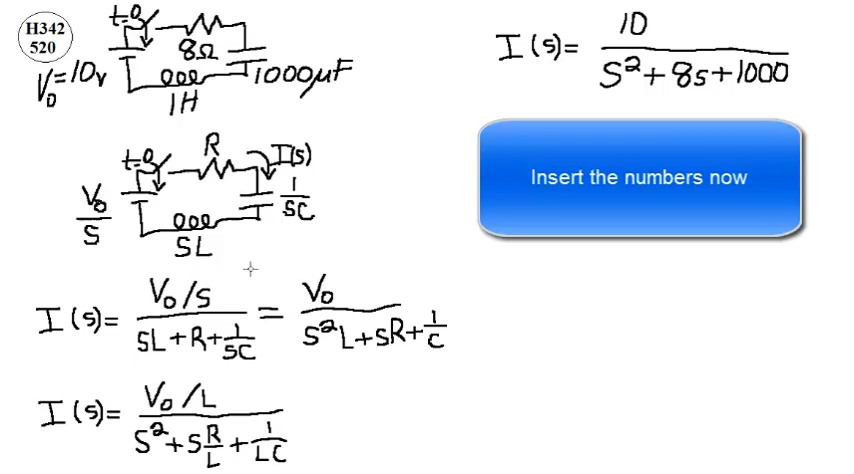 H342
520
t=0
8Ω
V₀=10v
1000μF
1H
t=0
R
I(s)
V₀/S
1/SC
SL
I(s)= (V₀/S)/(SL+R+1/SC) = V₀/(S²L+SR+1/C)
I(s)= (V₀/L)/(S²+S R/L+1/LC)
I(s)= 10/(S²+8s+1000)
Insert the numbers now